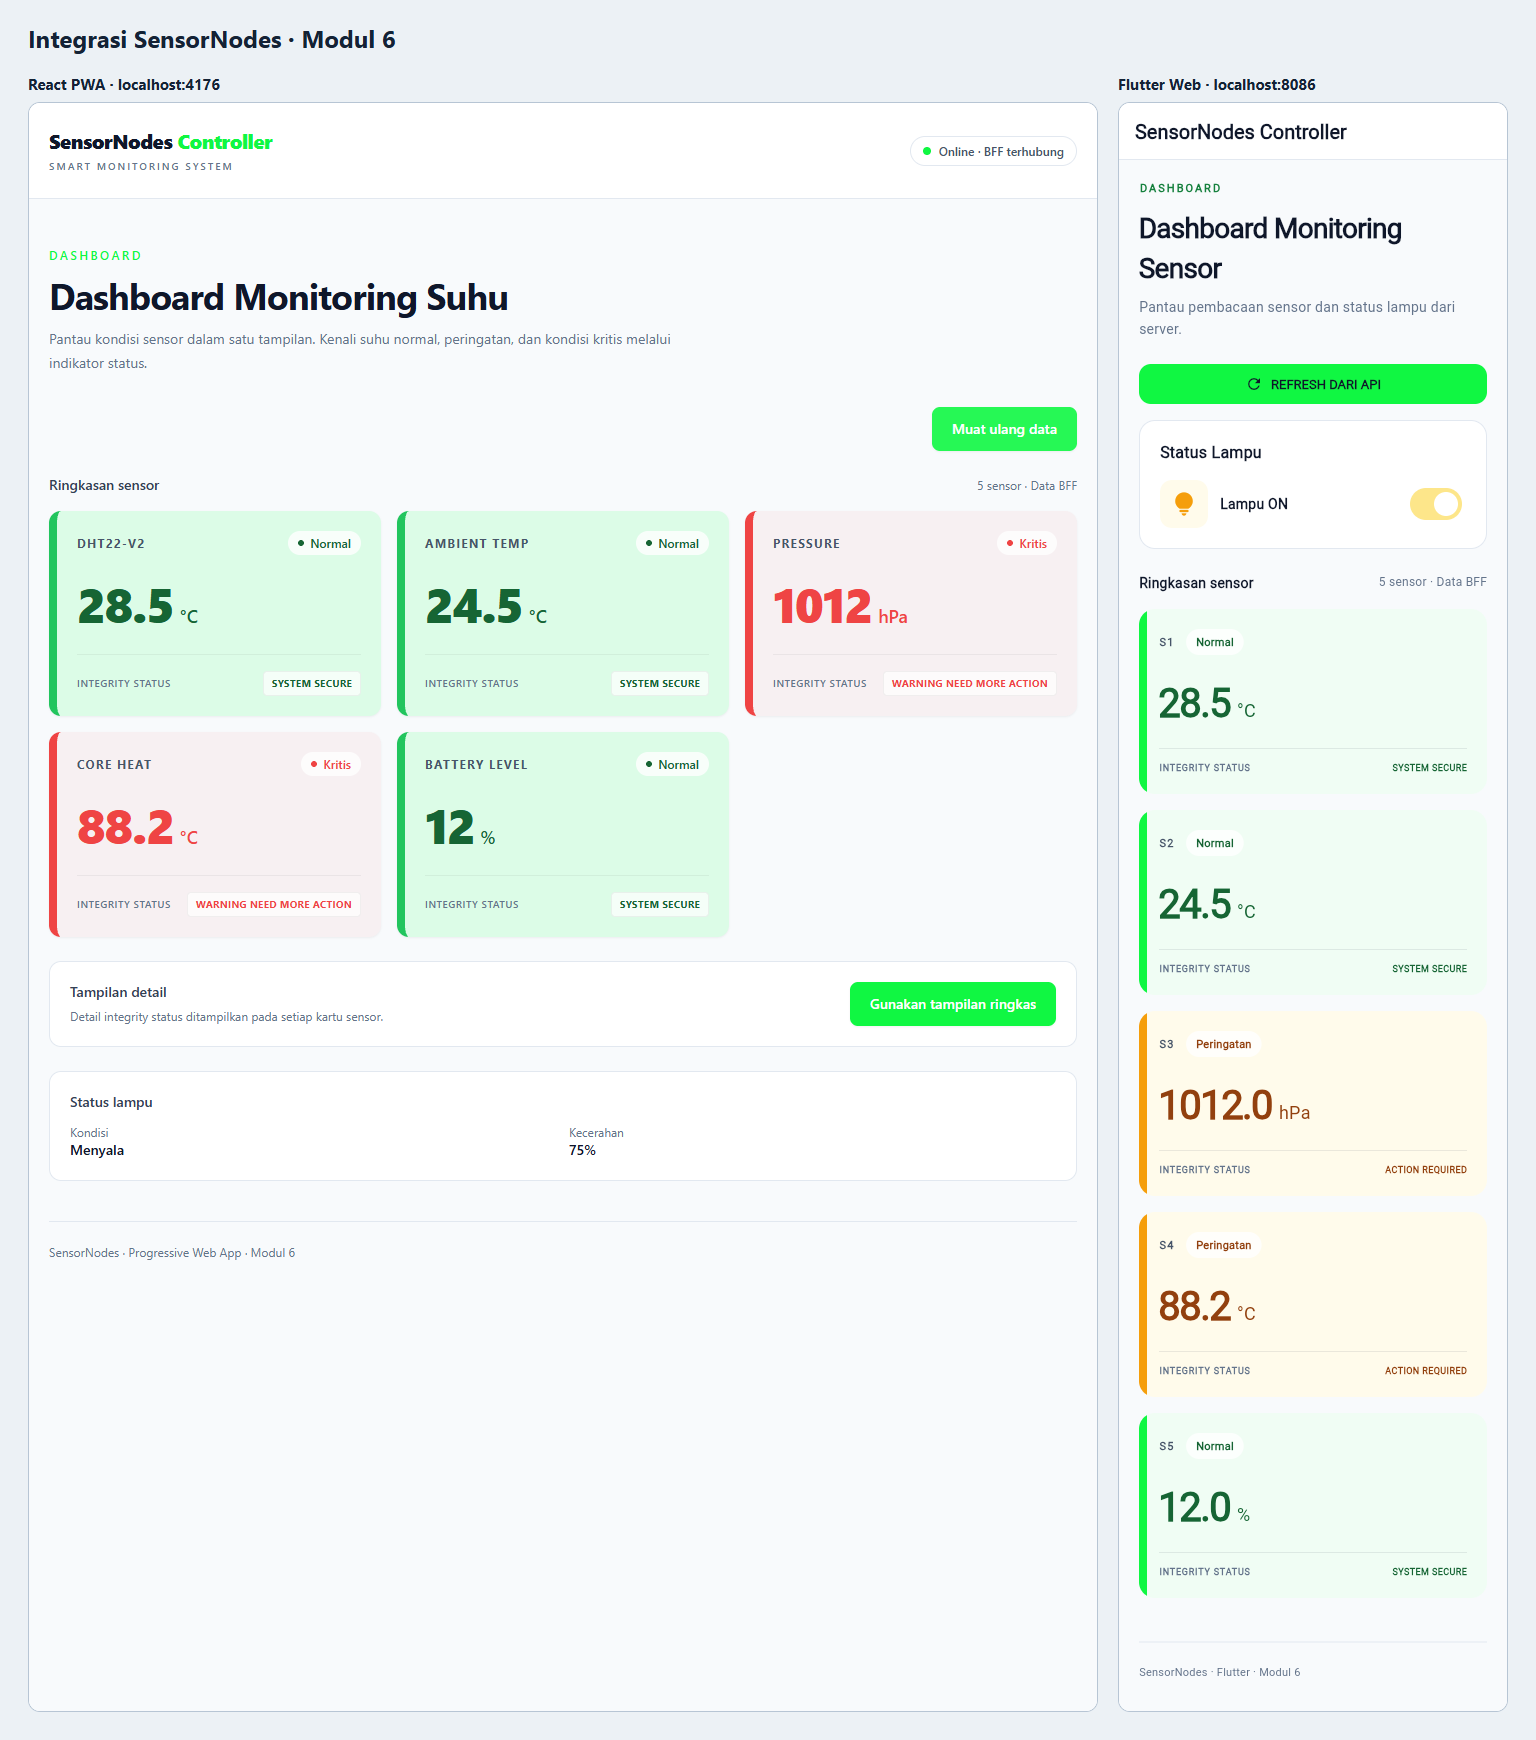 Integrasi SensorNodes · Modul 6
React PWA · localhost:4176
SensorNodes Controller
SMART MONITORING SYSTEM
Online · BFF terhubung
DASHBOARD
Dashboard Monitoring Suhu
Pantau kondisi sensor dalam satu tampilan. Kenali suhu normal, peringatan, dan kondisi kritis melalui
indikator status.
Muat ulang data
Ringkasan sensor
5 sensor · Data BFF
DHT22-V2
Normal
28.5 °C
INTEGRITY STATUS
SYSTEM SECURE
AMBIENT TEMP
Normal
24.5 °C
INTEGRITY STATUS
SYSTEM SECURE
PRESSURE
Kritis
1012 hPa
INTEGRITY STATUS
WARNING NEED MORE ACTION
CORE HEAT
Kritis
88.2 °C
INTEGRITY STATUS
WARNING NEED MORE ACTION
BATTERY LEVEL
Normal
12 %
INTEGRITY STATUS
SYSTEM SECURE
Tampilan detail
Detail integrity status ditampilkan pada setiap kartu sensor.
Gunakan tampilan ringkas
Status lampu
Kondisi
Menyala
Kecerahan
75%
SensorNodes · Progressive Web App · Modul 6
Flutter Web · localhost:8086
SensorNodes Controller
DASHBOARD
Dashboard Monitoring
Sensor
Pantau pembacaan sensor dan status lampu dari
server.
REFRESH DARI API
Status Lampu
Lampu ON
Ringkasan sensor
5 sensor · Data BFF
S1
Normal
28.5 °C
INTEGRITY STATUS
SYSTEM SECURE
S2
Normal
24.5 °C
INTEGRITY STATUS
SYSTEM SECURE
S3
Peringatan
1012.0 hPa
INTEGRITY STATUS
ACTION REQUIRED
S4
Peringatan
88.2 °C
INTEGRITY STATUS
ACTION REQUIRED
S5
Normal
12.0 %
INTEGRITY STATUS
SYSTEM SECURE
SensorNodes · Flutter · Modul 6